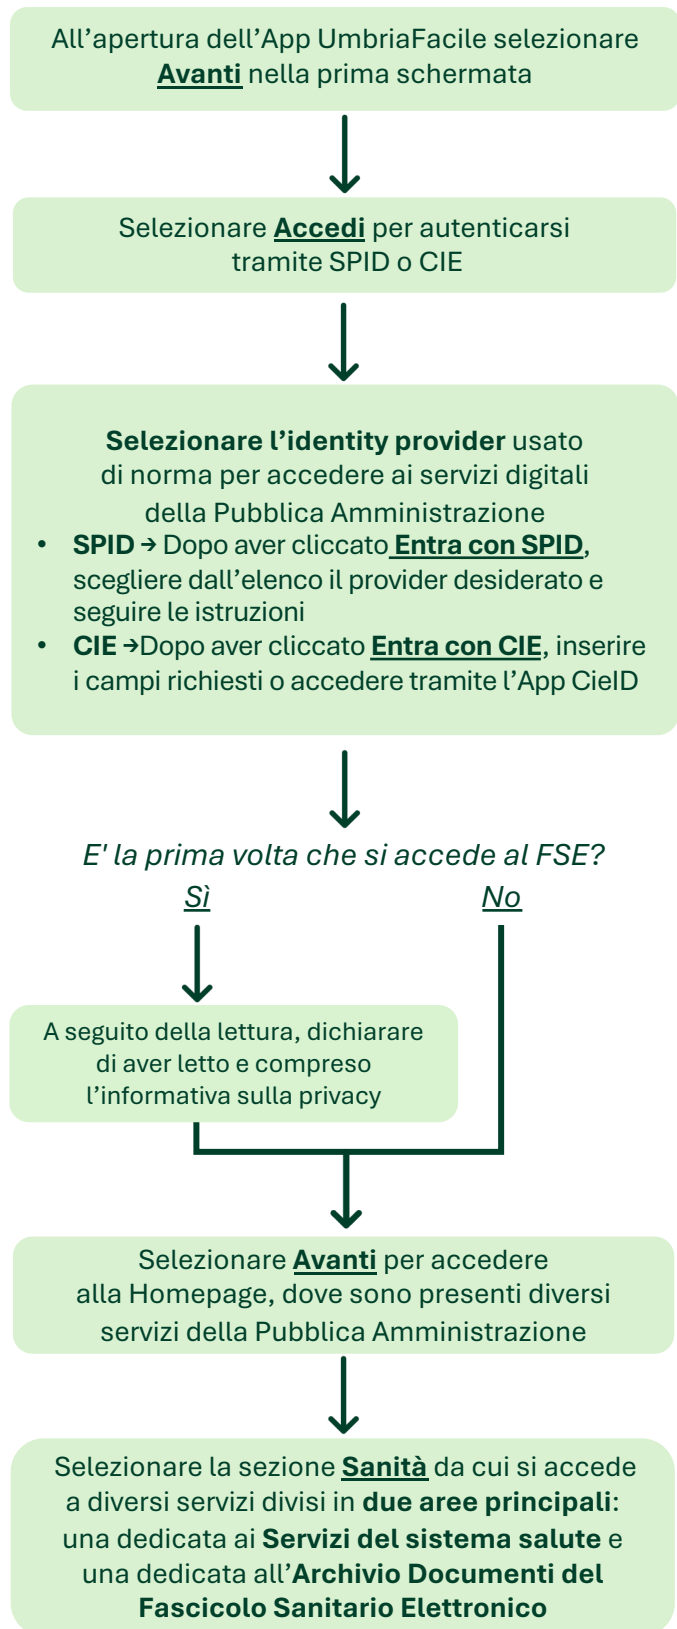 All’apertura dell’App UmbriaFacile selezionare
Avanti nella prima schermata
Selezionare Accedi per autenticarsi
tramite SPID o CIE
Selezionare l’identity provider usato
di norma per accedere ai servizi digitali
della Pubblica Amministrazione
• SPID → Dopo aver cliccato Entra con SPID,
scegliere dall’elenco il provider desiderato e
seguire le istruzioni
• CIE →Dopo aver cliccato Entra con CIE, inserire
i campi richiesti o accedere tramite l’App CieID
E' la prima volta che si accede al FSE?
Sì No
A seguito della lettura, dichiarare
di aver letto e compreso
l’informativa sulla privacy
Selezionare Avanti per accedere
alla Homepage, dove sono presenti diversi
servizi della Pubblica Amministrazione
Selezionare la sezione Sanità da cui si accede
a diversi servizi divisi in due aree principali:
una dedicata ai Servizi del sistema salute e
una dedicata all’Archivio Documenti del
Fascicolo Sanitario Elettronico